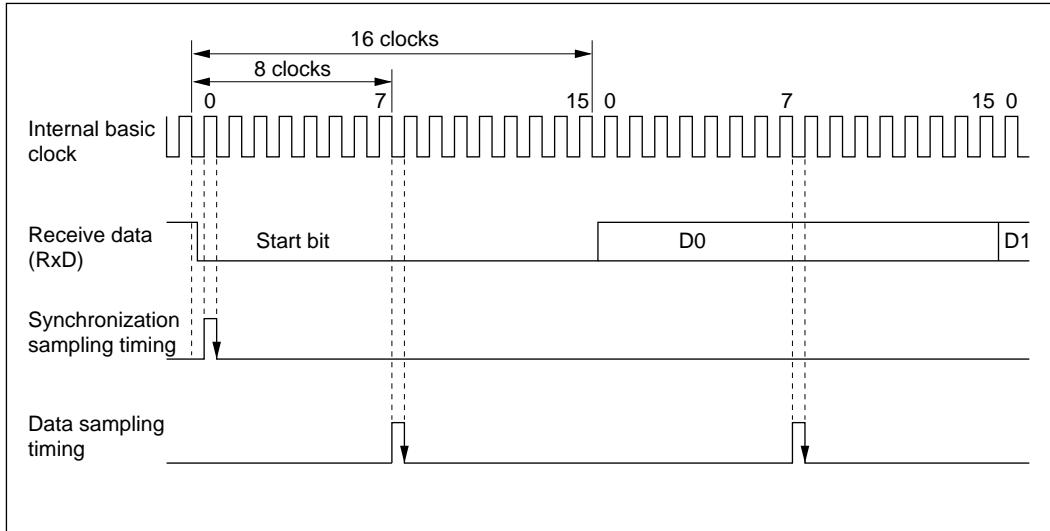 16 clocks
8 clocks
0 7 15 0 7 15 0
Internal basic
clock
Receive data
(RxD)
Start bit D0 D1
Synchronization
sampling timing
Data sampling
timing